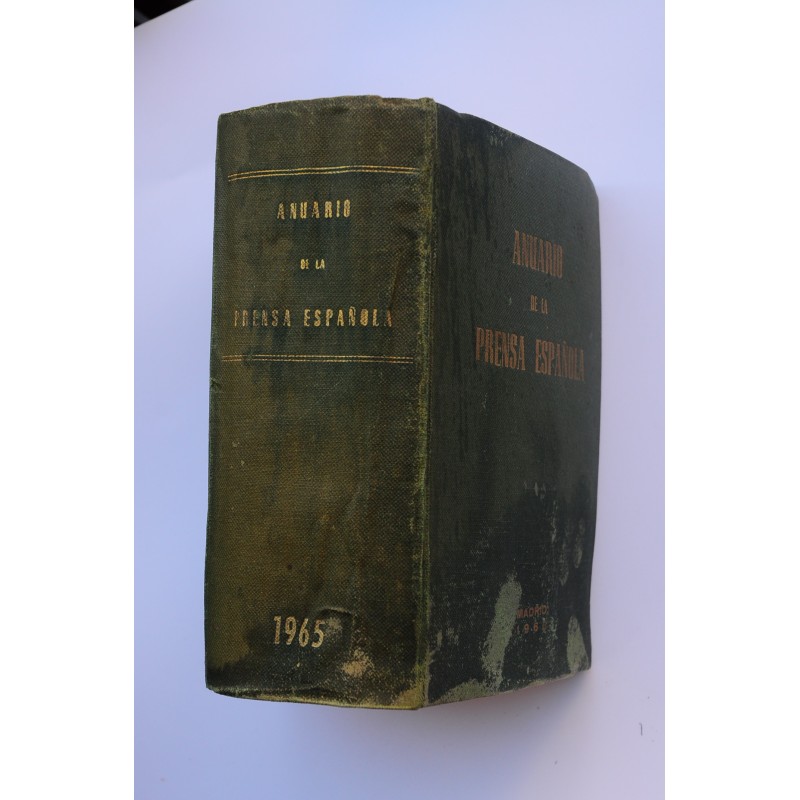 ANUARIO
DE LA
PRENSA ESPAÑOLA
1965
ANUARIO
DE LA
PRENSA ESPAÑOLA
MADRID